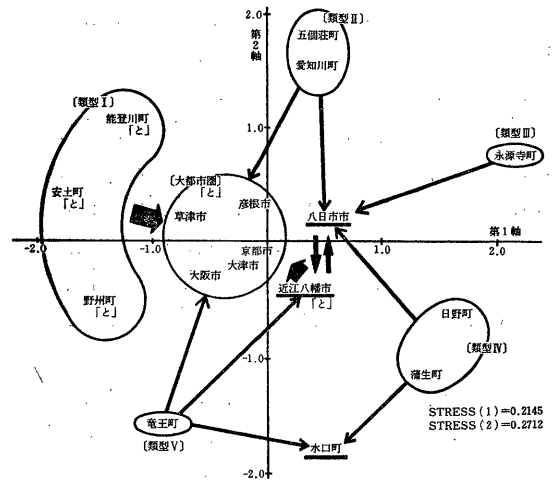 2.0
第2軸
〔類型Ⅱ〕
五個荘町
愛知川町
〔類型Ⅰ〕
能登川町
「と」
1.0
〔類型Ⅲ〕
永源寺町
〔大都市圏〕
「と」
安土町
「と」
彦根市
草津市
八日市市
第1軸
-2.0
-1.0
1.0
2.0
京都市
大津市
大阪市
近江八幡市
「と」
野洲町
「と」
日野町
〔類型Ⅳ〕
-1.0
蒲生町
STRESS(1)=0.2145
STRESS(2)=0.2712
竜王町
〔類型Ⅴ〕
水口町
-2.0